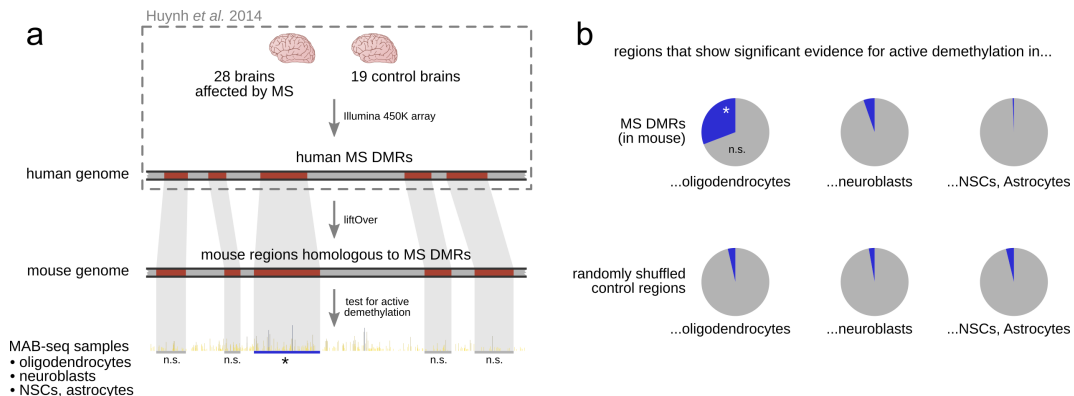 Huynh et al. 2014
a
28 brains
affected by MS
19 control brains
Illumina 450K array
human MS DMRs
human genome
liftOver
mouse regions homologous to MS DMRs
mouse genome
test for active
demethylation
MAB-seq samples
• oligodendrocytes
• neuroblasts
• NSCs, astrocytes
n.s.
n.s.
*
n.s.
n.s.
b
regions that show significant evidence for active demethylation in...
MS DMRs
(in mouse)
*
n.s.
...oligodendrocytes
...neuroblasts
...NSCs, Astrocytes
randomly shuffled
control regions
...oligodendrocytes
...neuroblasts
...NSCs, Astrocytes